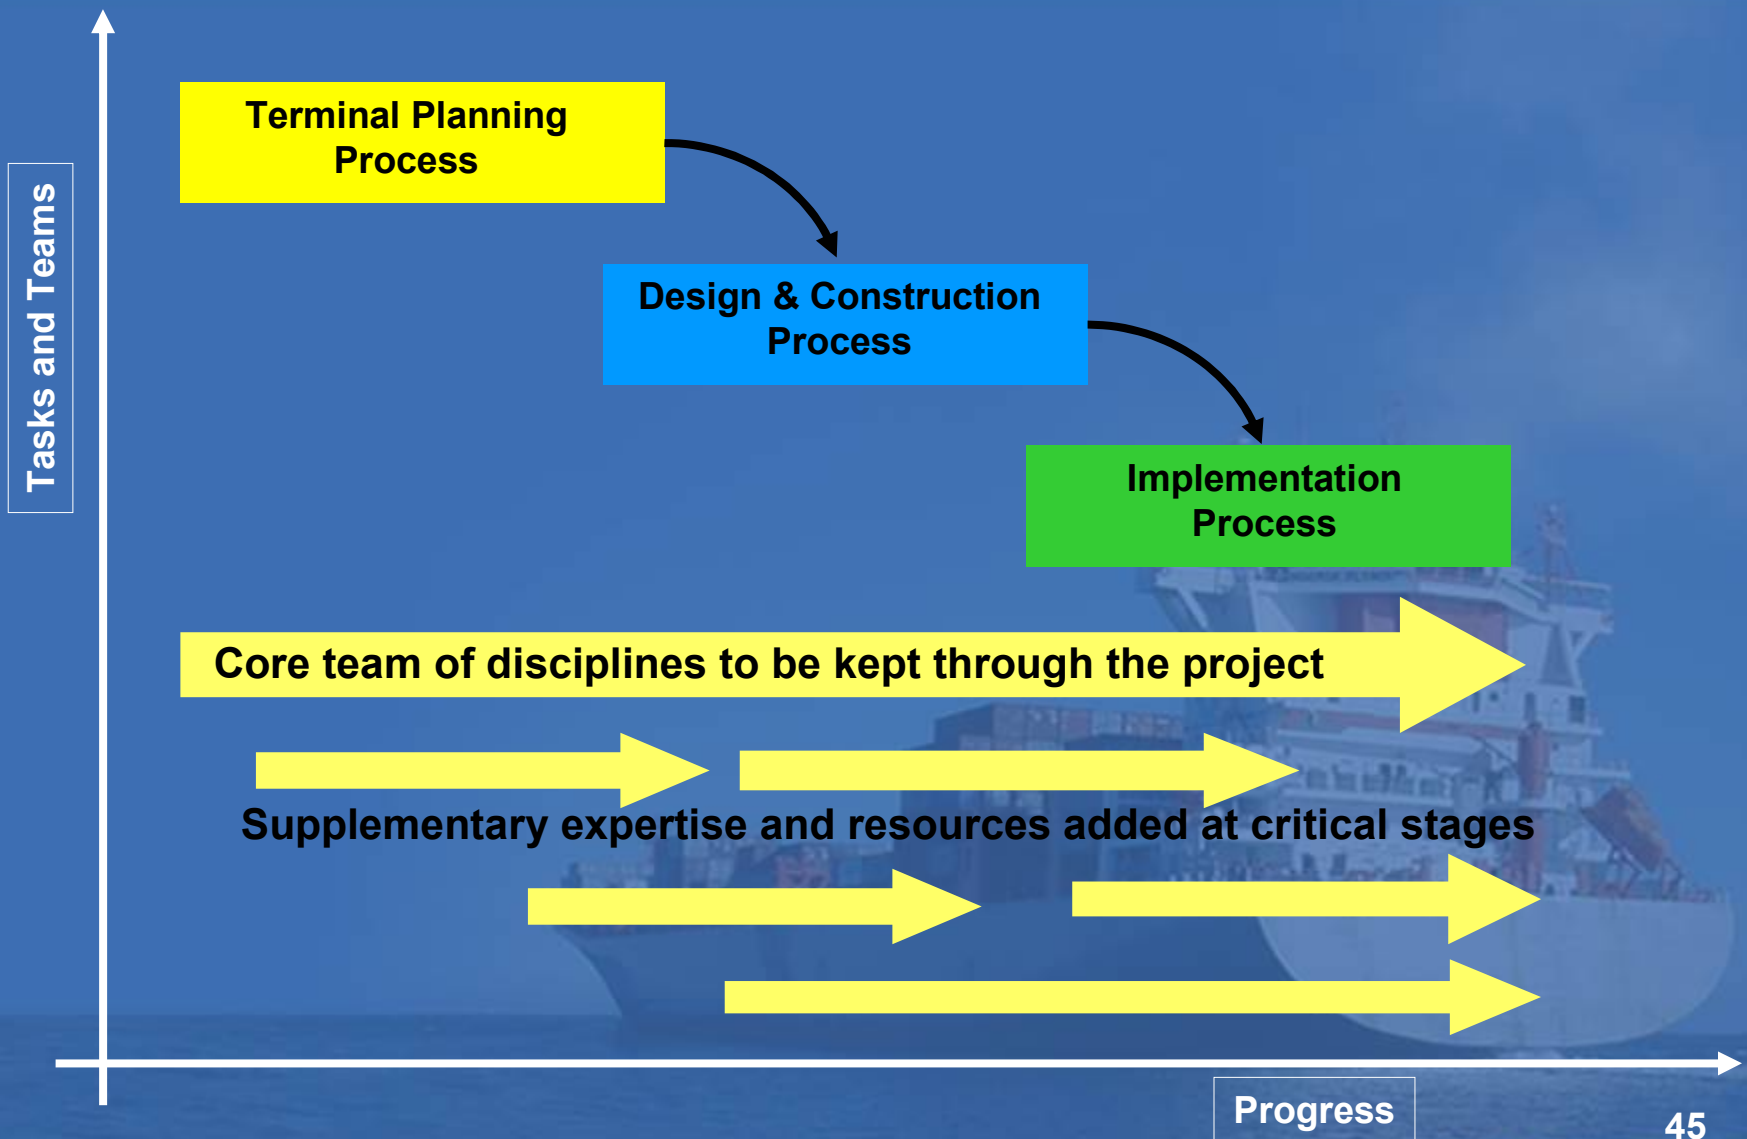 Terminal Planning
Process
Tasks and Teams
Design & Construction
Process
Implementation
Process
Core team of disciplines to be kept through the project
Supplementary expertise and resources added at critical stages
Progress
45